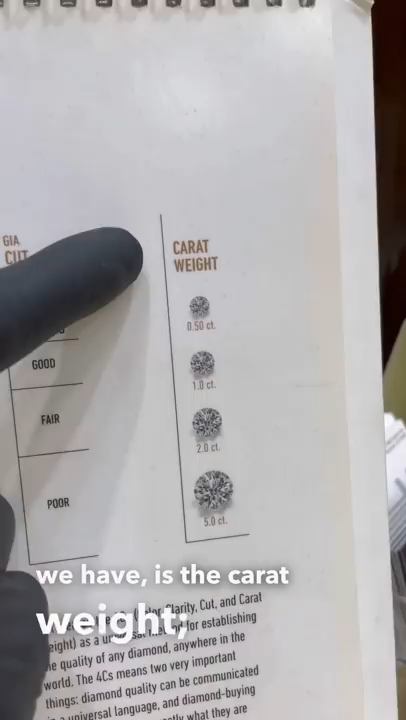 GIA
CUT
GOOD
FAIR
POOR
CARAT
WEIGHT
0.50 ct.
1.0 ct.
2.0 ct.
5.0 ct.
we have, is the carat
weight,
Clarity, Cut, and Carat
as a for establishing
quality of any diamond, anywhere in the
world. The 4Cs means two very important
things: diamond quality can be communicated
universal language, and diamond-buying
what they are